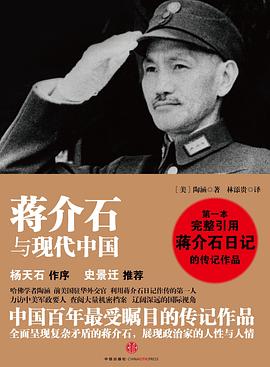 [美]陶涵 著 林添贵 译
蒋介石
与现代中国
第一本
完整引用
蒋介石日记
的传记作品
杨天石 作序 史景迁 推荐
哈佛学者陶涵 前美国驻华外交官 利用蒋介石日记作传的第一人
力访中美军政要人 查阅大量机密档案 辽阔深远的国际视角
中国百年最受瞩目的传记作品
全面呈现复杂矛盾的蒋介石，展现政治家的人性与人情
中信出版社